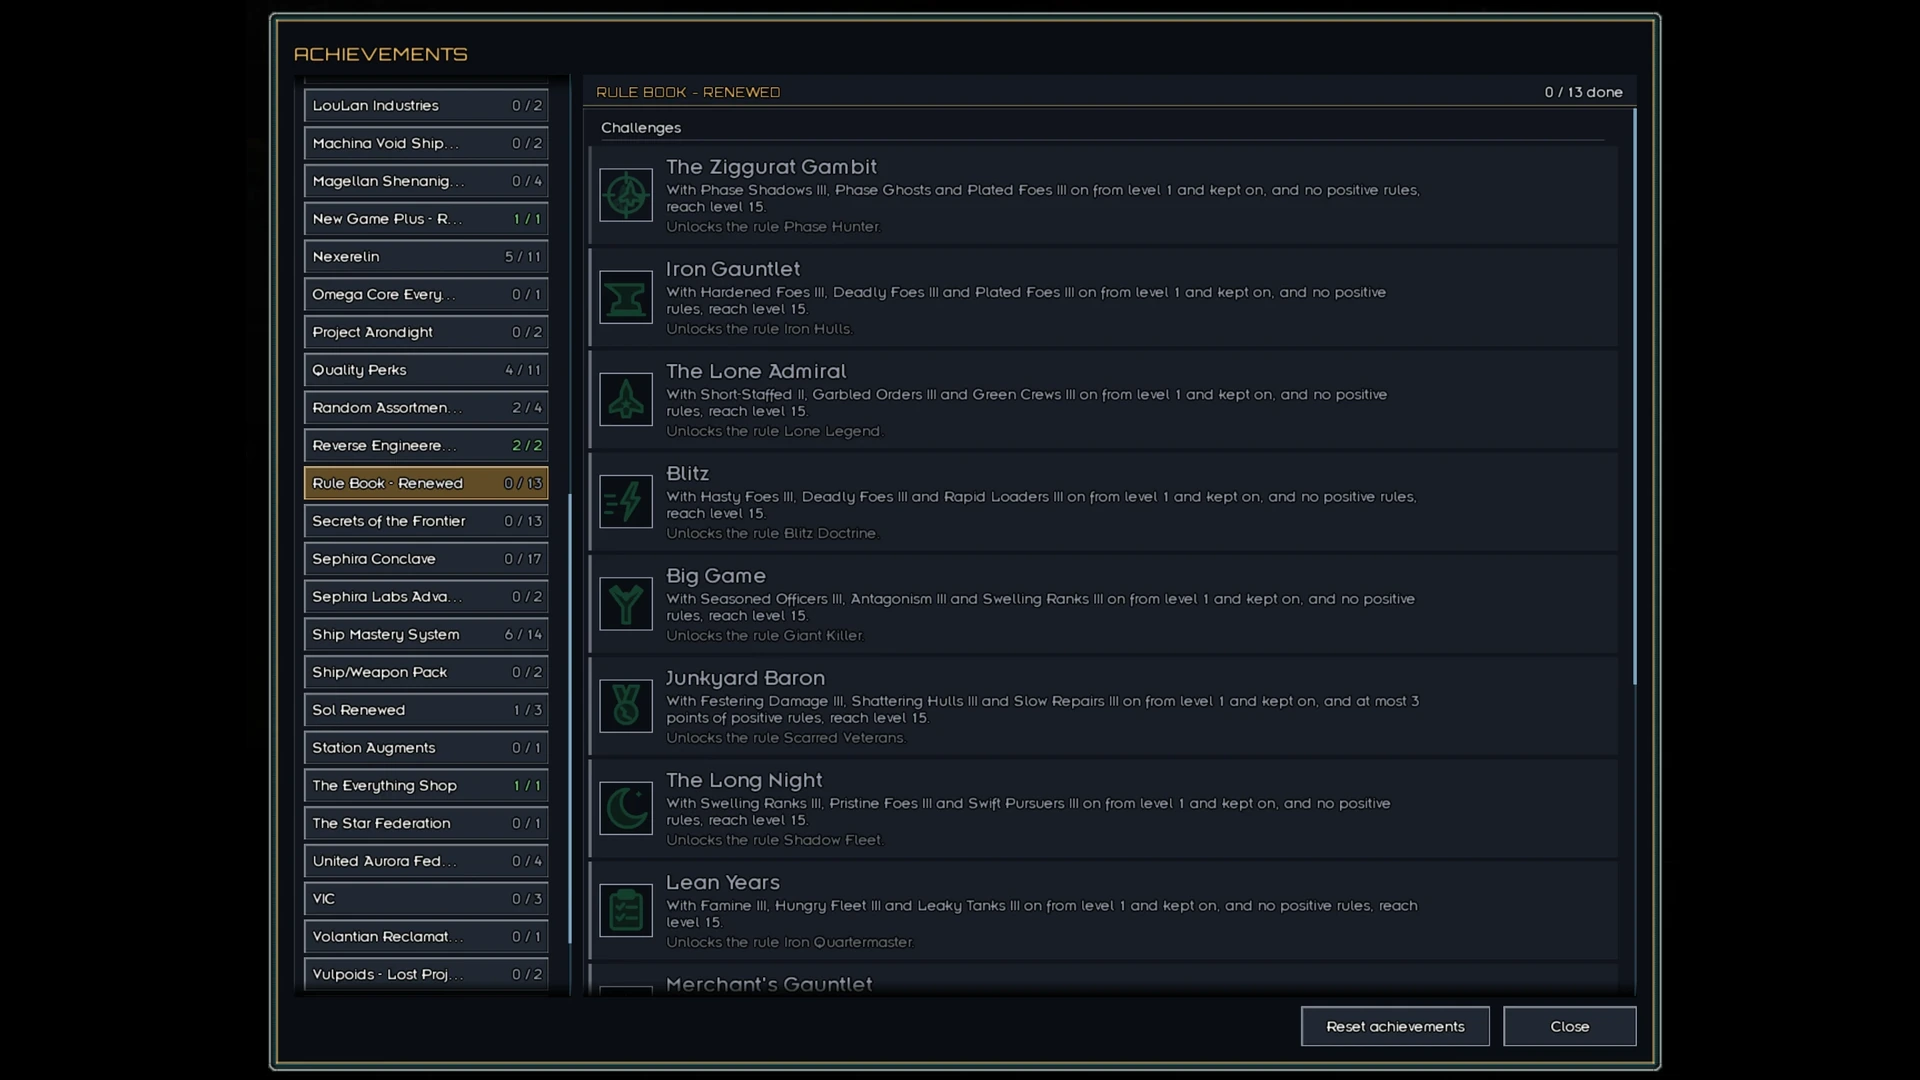 ACHIEVEMENTS
LouLan Industries 0 / 2
Machina Void Ship... 0 / 2
Magellan Shenanig... 0 / 4
New Game Plus - R... 1 / 1
Nexerelin 5 / 11
Omega Core Every... 0 / 1
Project Arondight 0 / 2
Quality Perks 4 / 11
Random Assortmen... 2 / 4
Reverse Engineere... 2 / 2
Rule Book - Renewed 0 / 13
Secrets of the Frontier 0 / 13
Sephira Conclave 0 / 17
Sephira Labs Adva... 0 / 2
Ship Mastery System 6 / 14
Ship/Weapon Pack 0 / 2
Sol Renewed 1 / 3
Station Augments 0 / 1
The Everything Shop 1 / 1
The Star Federation 0 / 1
United Aurora Fed... 0 / 4
VIC 0 / 3
Volantian Reclamat... 0 / 1
Vulpoids - Lost Proj... 0 / 2
RULE BOOK - RENEWED 0 / 13 done
Challenges
The Ziggurat Gambit
With Phase Shadows III, Phase Ghosts and Plated Foes III on from level 1 and kept on, and no positive rules,
reach level 15.
Unlocks the rule Phase Hunter.
Iron Gauntlet
With Hardened Foes III, Deadly Foes III and Plated Foes III on from level 1 and kept on, and no positive
rules, reach level 15.
Unlocks the rule Iron Hulls.
The Lone Admiral
With Short-Staffed II, Garbled Orders III and Green Crews III on from level 1 and kept on, and no positive
rules, reach level 15.
Unlocks the rule Lone Legend.
Blitz
With Hasty Foes III, Deadly Foes III and Rapid Loaders III on from level 1 and kept on, and no positive rules,
reach level 15.
Unlocks the rule Blitz Doctrine.
Big Game
With Seasoned Officers III, Antagonism III and Swelling Ranks III on from level 1 and kept on, and no positive
rules, reach level 15.
Unlocks the rule Giant Killer.
Junkyard Baron
With Festering Damage III, Shattering Hulls III and Slow Repairs III on from level 1 and kept on, and at most 3
points of positive rules, reach level 15.
Unlocks the rule Scarred Veterans.
The Long Night
With Swelling Ranks III, Pristine Foes III and Swift Pursuers III on from level 1 and kept on, and no positive
rules, reach level 15.
Unlocks the rule Shadow Fleet.
Lean Years
With Famine III, Hungry Fleet III and Leaky Tanks III on from level 1 and kept on, and no positive rules, reach
level 15.
Unlocks the rule Iron Quartermaster.
Merchant's Gauntlet
Reset achievements
Close